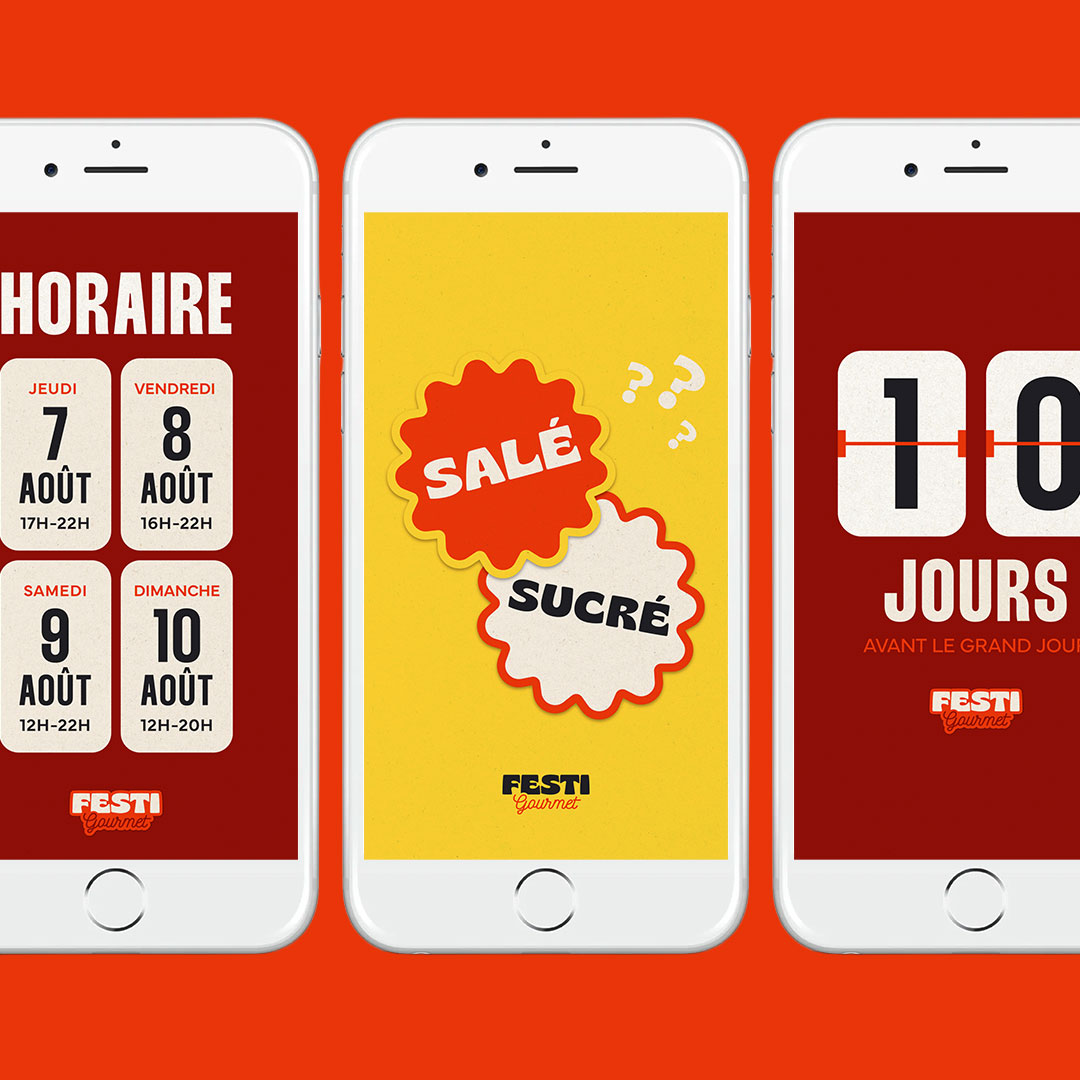 HORAIRE
JEUDI
7
AOÛT
17H-22H
VENDREDI
8
AOÛT
16H-22H
SAMEDI
9
AOÛT
12H-22H
DIMANCHE
10
AOÛT
12H-20H
FESTI
Gourmet
???
SALÉ
SUCRÉ
FESTI
Gourmet
10
JOURS
AVANT LE GRAND JOUR
FESTI
Gourmet